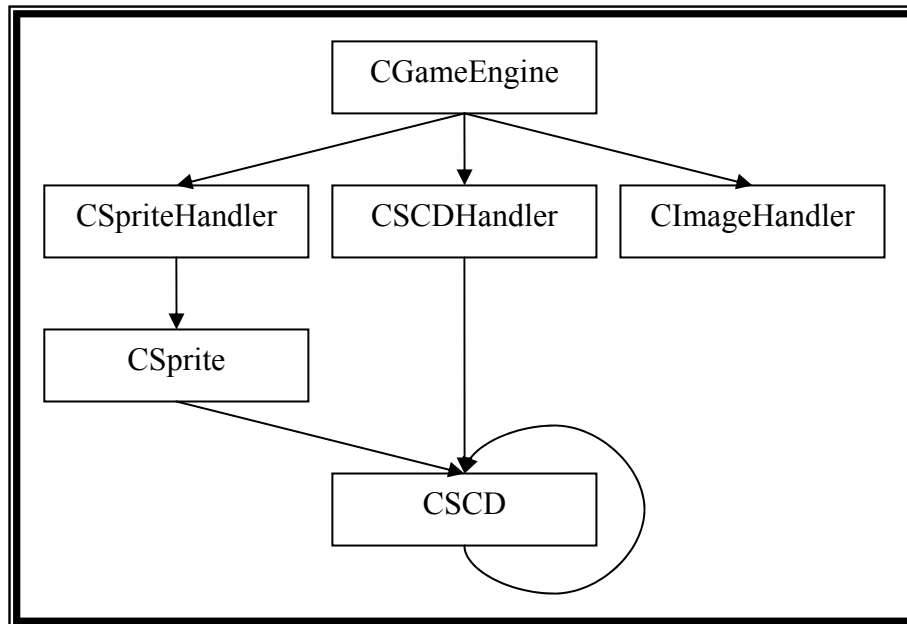 CGameEngine
CSpriteHandler
CSCDHandler
CImageHandler
CSprite
CSCD